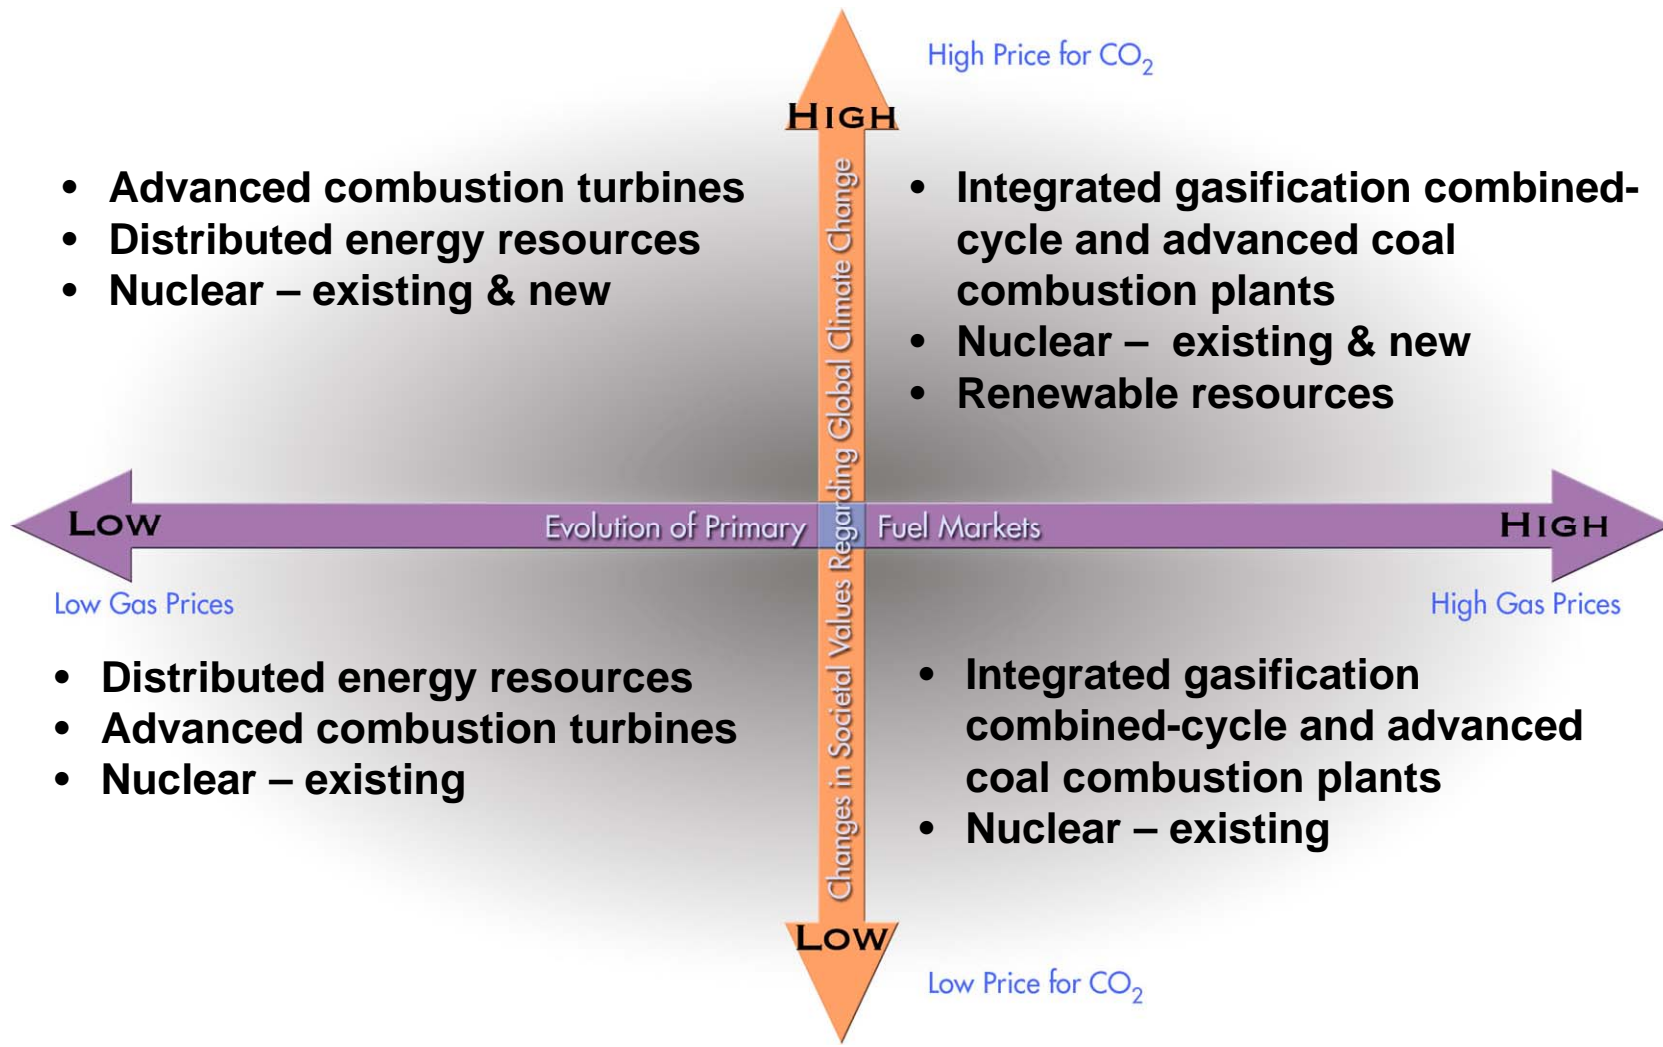 High Price for CO₂
HIGH
• Advanced combustion turbines
• Distributed energy resources
• Nuclear – existing & new
• Integrated gasification combined-
cycle and advanced coal
combustion plants
• Nuclear – existing & new
• Renewable resources
Changes in Societal Values Regarding Global Climate Change
LOW
Evolution of Primary Fuel Markets
HIGH
Low Gas Prices
High Gas Prices
• Distributed energy resources
• Advanced combustion turbines
• Nuclear – existing
• Integrated gasification
combined-cycle and advanced
coal combustion plants
• Nuclear – existing
LOW
Low Price for CO₂